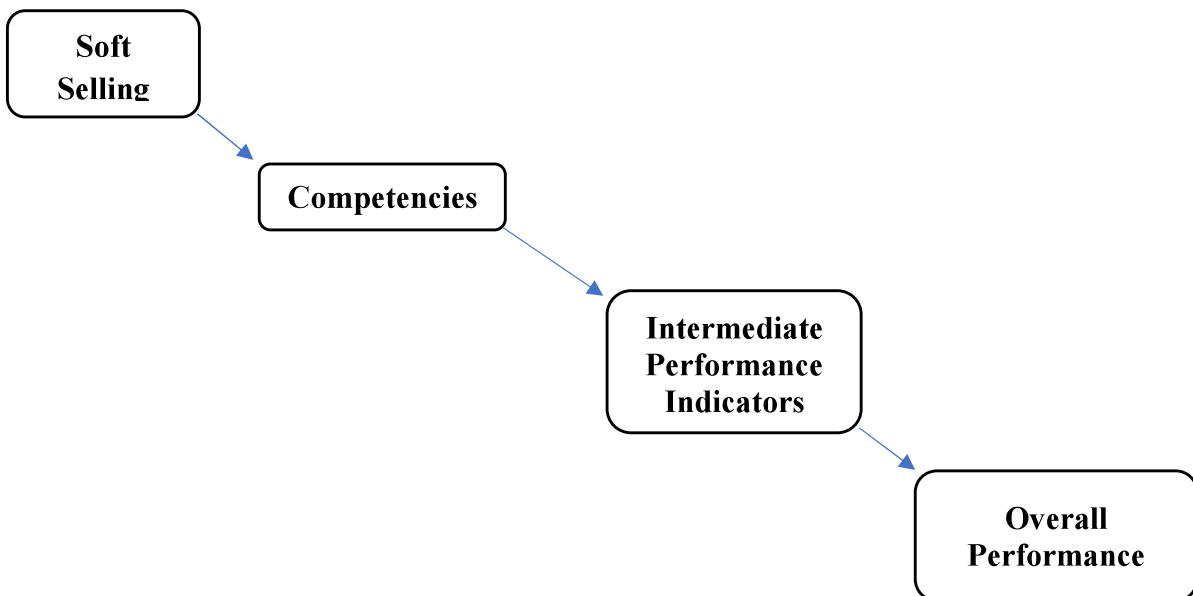 Soft
Selling
Competencies
Intermediate
Performance
Indicators
Overall
Performance